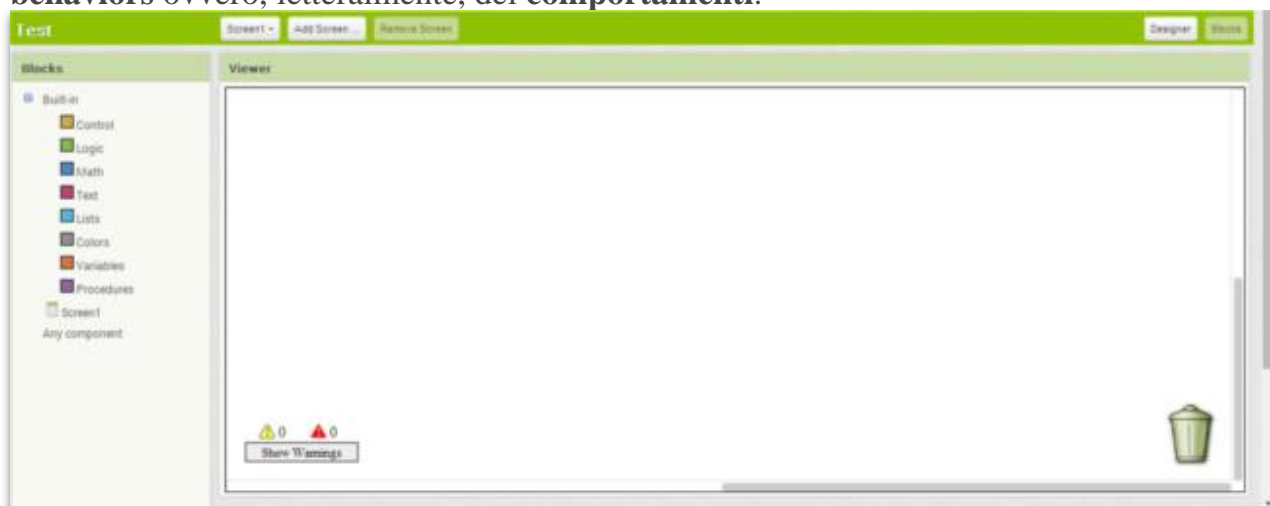 behaviors ovvero, letteralmente, dei comportamenti.
Test Screen1 Add Screen... Remove Screen Designer Blocks
Blocks Viewer
Built-in
Control
Logic
Math
Text
Lists
Colors
Variables
Procedures
Screen1
Any component
0 0
Show Warnings